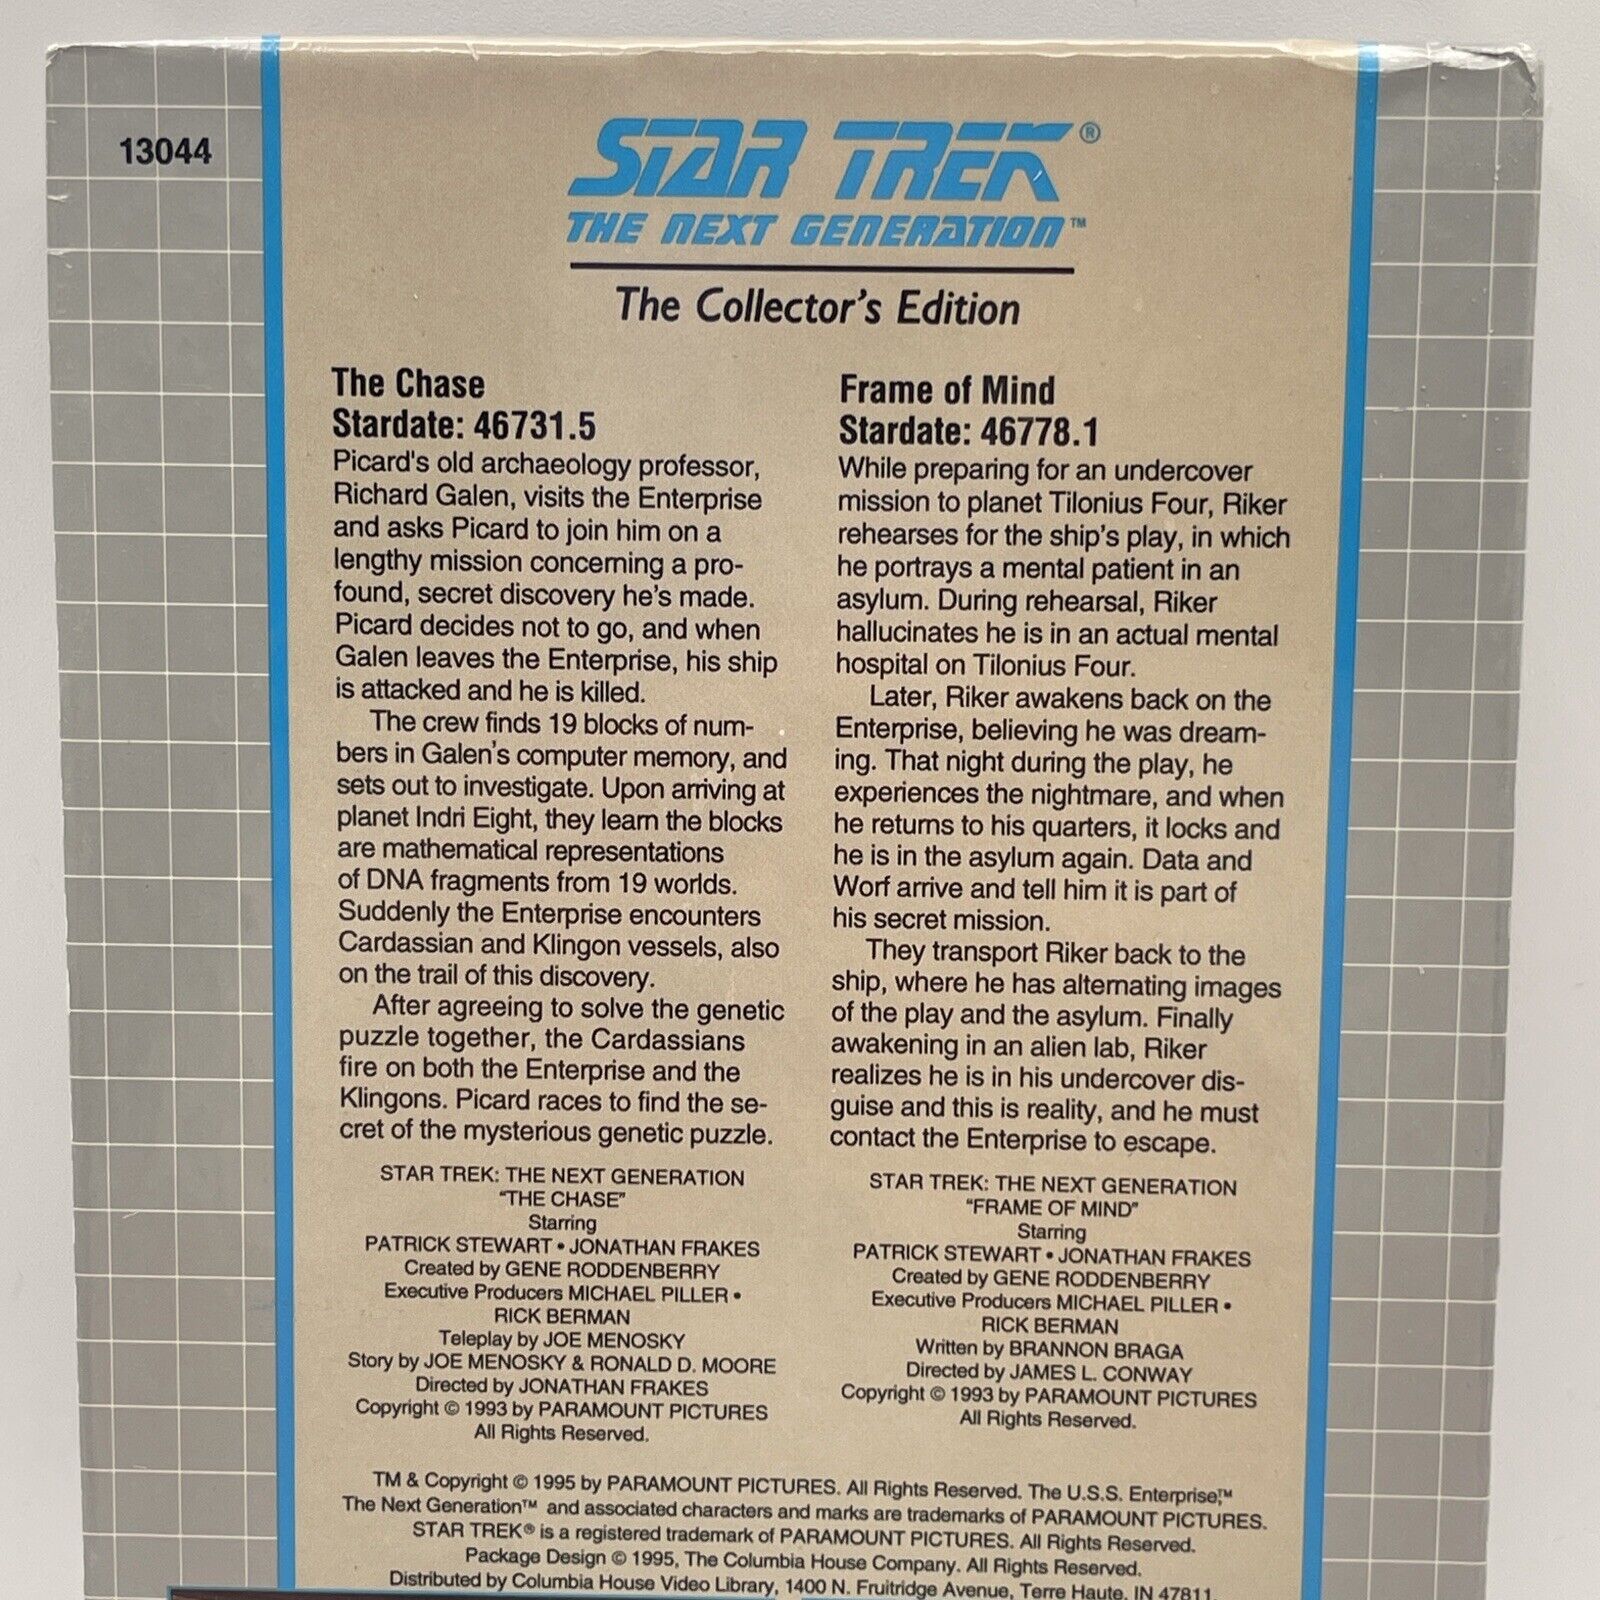 13044
STAR TREK®
THE NEXT GENERATION™
The Collector's Edition
The Chase
Stardate: 46731.5
Picard's old archaeology professor,
Richard Galen, visits the Enterprise
and asks Picard to join him on a
lengthy mission concerning a pro-
found, secret discovery he's made.
Picard decides not to go, and when
Galen leaves the Enterprise, his ship
is attacked and he is killed.
The crew finds 19 blocks of num-
bers in Galen's computer memory, and
sets out to investigate. Upon arriving at
planet Indri Eight, they learn the blocks
are mathematical representations
of DNA fragments from 19 worlds.
Suddenly the Enterprise encounters
Cardassian and Klingon vessels, also
on the trail of this discovery.
After agreeing to solve the genetic
puzzle together, the Cardassians
fire on both the Enterprise and the
Klingons. Picard races to find the se-
cret of the mysterious genetic puzzle.
STAR TREK: THE NEXT GENERATION
"THE CHASE"
Starring
PATRICK STEWART • JONATHAN FRAKES
Created by GENE RODDENBERRY
Executive Producers MICHAEL PILLER •
RICK BERMAN
Teleplay by JOE MENOSKY
Story by JOE MENOSKY & RONALD D. MOORE
Directed by JONATHAN FRAKES
Copyright © 1993 by PARAMOUNT PICTURES
All Rights Reserved.
Frame of Mind
Stardate: 46778.1
While preparing for an undercover
mission to planet Tilonius Four, Riker
rehearses for the ship's play, in which
he portrays a mental patient in an
asylum. During rehearsal, Riker
hallucinates he is in an actual mental
hospital on Tilonius Four.
Later, Riker awakens back on the
Enterprise, believing he was dream-
ing. That night during the play, he
experiences the nightmare, and when
he returns to his quarters, it locks and
he is in the asylum again. Data and
Worf arrive and tell him it is part of
his secret mission.
They transport Riker back to the
ship, where he has alternating images
of the play and the asylum. Finally
awakening in an alien lab, Riker
realizes he is in his undercover dis-
guise and this is reality, and he must
contact the Enterprise to escape.
STAR TREK: THE NEXT GENERATION
"FRAME OF MIND"
Starring
PATRICK STEWART • JONATHAN FRAKES
Created by GENE RODDENBERRY
Executive Producers MICHAEL PILLER •
RICK BERMAN
Written by BRANNON BRAGA
Directed by JAMES L. CONWAY
Copyright © 1993 by PARAMOUNT PICTURES
All Rights Reserved.
TM & Copyright © 1995 by PARAMOUNT PICTURES. All Rights Reserved. The U.S.S. Enterprise,™
The Next Generation™ and associated characters and marks are trademarks of PARAMOUNT PICTURES.
STAR TREK® is a registered trademark of PARAMOUNT PICTURES. All Rights Reserved.
Package Design © 1995, The Columbia House Company. All Rights Reserved.
Distributed by Columbia House Video Library, 1400 N. Fruitridge Avenue, Terre Haute, IN 47811.